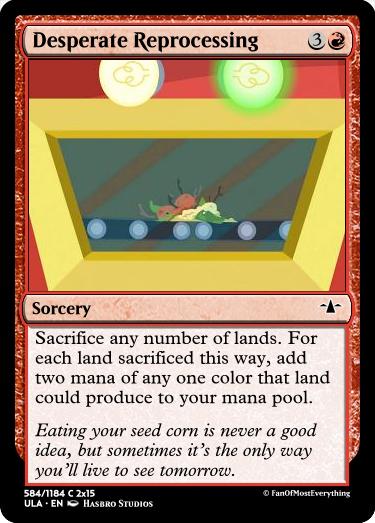 Desperate Reprocessing 3
Sorcery
Sacrifice any number of lands. For
each land sacrificed this way, add
two mana of any one color that land
could produce to your mana pool.
Eating your seed corn is never a good
idea, but sometimes it's the only way
you'll live to see tomorrow.
584/1184 C 2x15
ULA · EN Hasbro Studios
© FanOfMostEverything